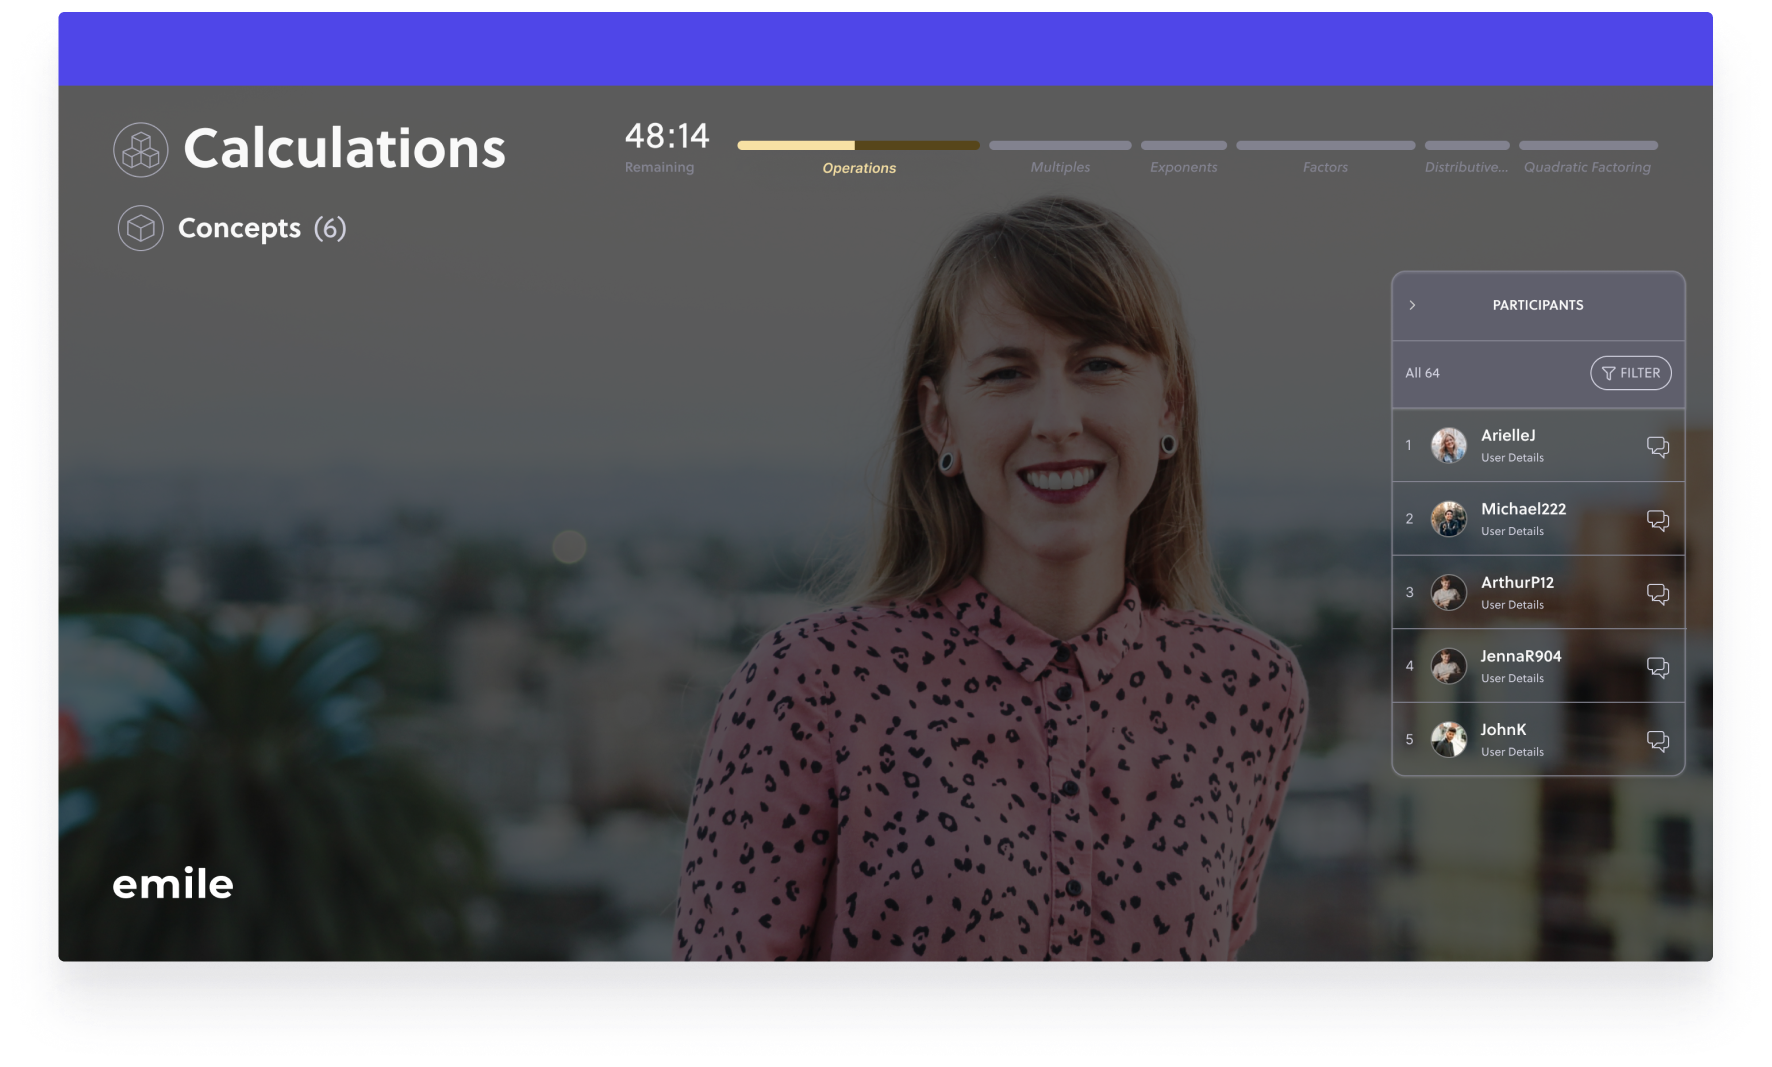 Calculations
48:14
Remaining
Operations
Multiples
Exponents
Factors
Distributive...
Quadratic Factoring
Concepts (6)
PARTICIPANTS
All 64
FILTER
1
ArielleJ
User Details
2
Michael222
User Details
3
ArthurP12
User Details
4
JennaR904
User Details
5
JohnK
User Details
emile